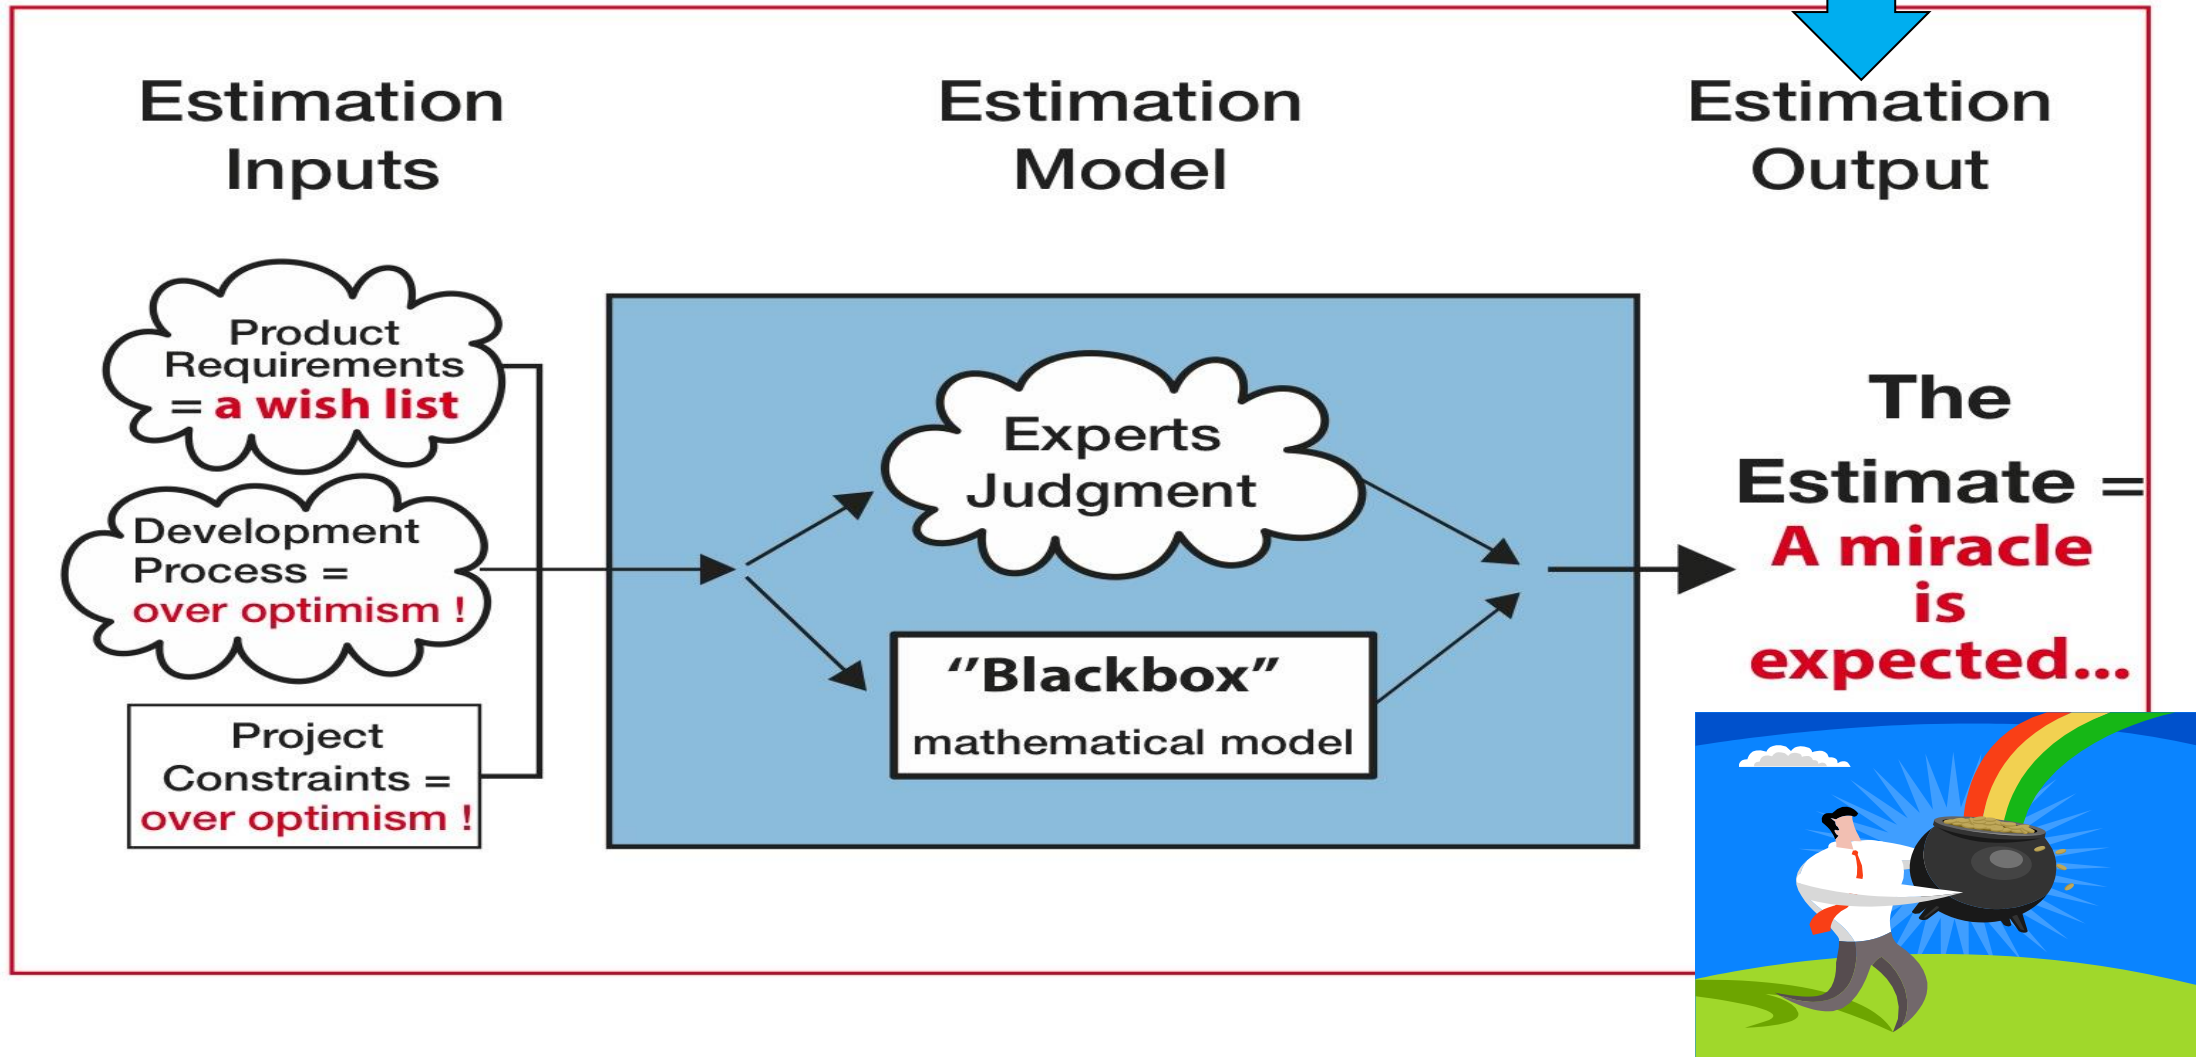 Estimation
Inputs
Estimation
Model
Estimation
Output
Product
Requirements
= a wish list
Development
Process =
over optimism !
Project
Constraints =
over optimism !
Experts
Judgment
‘’Blackbox”
mathematical model
The
Estimate =
A miracle
is
expected...